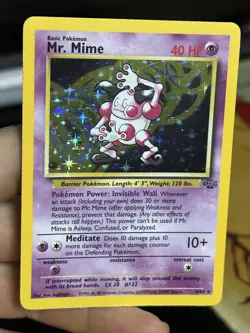 Basic Pokémon
Mr. Mime
40 HP
Barrier Pokémon. Length: 4' 3", Weight: 120 lbs.
Pokémon Power: Invisible Wall Whenever
an attack (including your own) does 30 or more
damage to Mr. Mime (after applying Weakness and
Resistance), prevent that damage. (Any other effects of
attacks still happen.) This power can't be used if Mr.
Mime is Asleep, Confused, or Paralyzed.
Meditate Does 10 damage plus 10
more damage for each damage counter
on the Defending Pokémon.
10+
weakness
resistance
retreat cost
If interrupted while miming, it will slap around the enemy
with its broad hands. LV. 28 #122